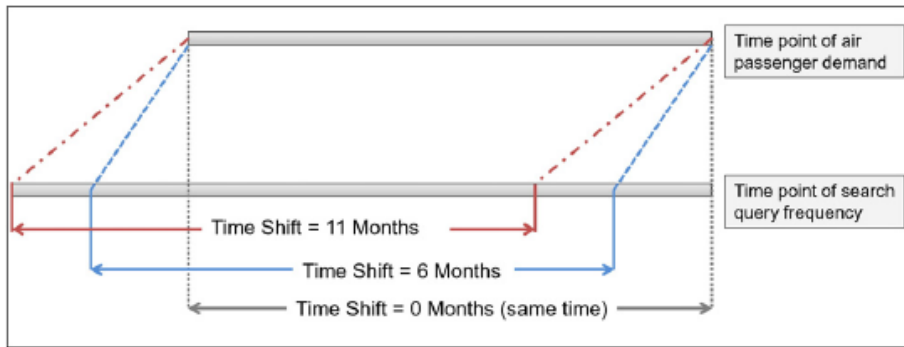 Time point of air
passenger demand
Time point of search
query frequency
Time Shift = 11 Months
Time Shift = 6 Months
Time Shift = 0 Months (same time)